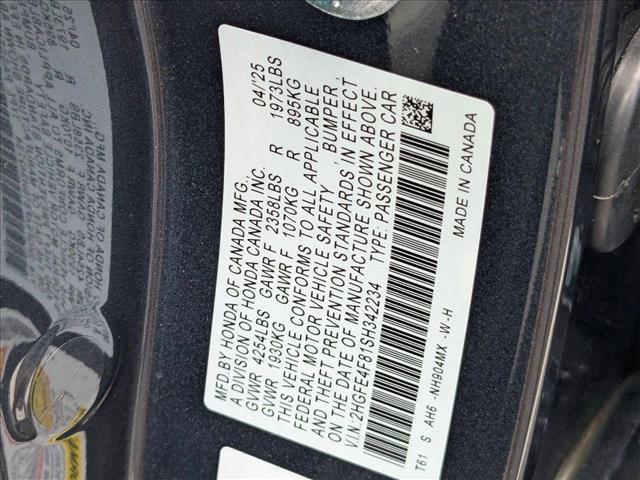 MFD. BY HONDA OF CANADA MFG. 04/25
A DIVISION OF HONDA CANADA INC.
GVWR 4254LBS GAWR F 2358LBS R 1973LBS
GVWR 1930KG GAWR F 1070KG R 895KG
THIS VEHICLE CONFORMS TO ALL APPLICABLE
FEDERAL MOTOR VEHICLE SAFETY, BUMPER,
AND THEFT PREVENTION STANDARDS IN EFFECT
ON THE DATE OF MANUFACTURE SHOWN ABOVE.
V.I.N: 2HGFE4F81SH342234 TYPE: PASSENGER CAR
T61 S AH6 -NH904MX -W-H MADE IN CANADA